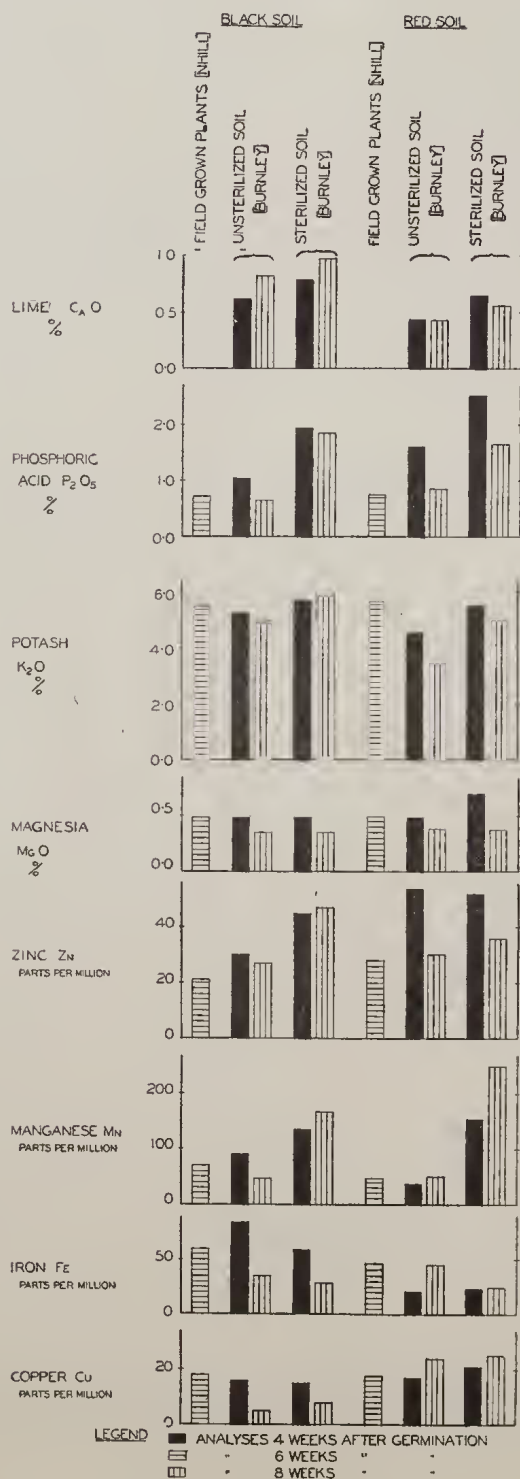 BLACK SOIL RED SOIL
FIELD GROWN PLANTS [NHILL]
UNSTERILIZED SOIL
[BURNLEY]
STERILIZED SOIL
[BURNLEY]
FIELD GROWN PLANTS [NHILL]
UNSTERILIZED SOIL
[BURNLEY]
STERILIZED SOIL
[BURNLEY]
LIME CAO
%
1.0
0.5
0.0
PHOSPHORIC
ACID P2O5
%
2.0
1.0
0.0
POTASH
K2O
%
6.0
4.0
2.0
0.0
MAGNESIA
MGO
%
0.5
0.0
ZINC ZN
PARTS PER MILLION
40
20
0
MANGANESE MN
PARTS PER MILLION
200
100
0
IRON FE
PARTS PER MILLION
50
0
COPPER CU
PARTS PER MILLION
20
0
LEGEND ANALYSES 4 WEEKS AFTER GERMINATION
" 6 WEEKS " "
" 8 WEEKS " "